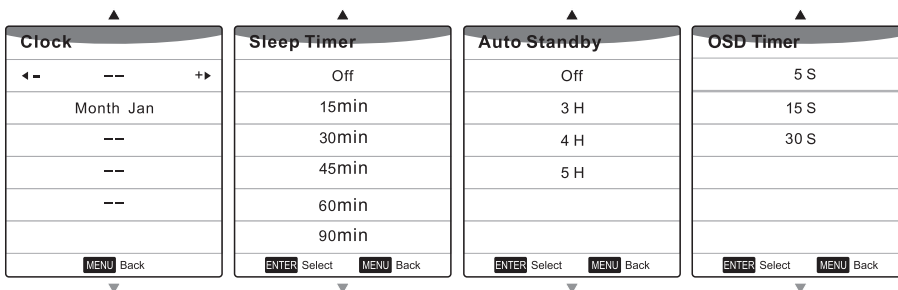 Clock
--
Month Jan
--
--
--
MENU Back
Sleep Timer
Off
15min
30min
45min
60min
90min
ENTER Select MENU Back
Auto Standby
Off
3 H
4 H
5 H
ENTER Select MENU Back
OSD Timer
5 S
15 S
30 S
ENTER Select MENU Back